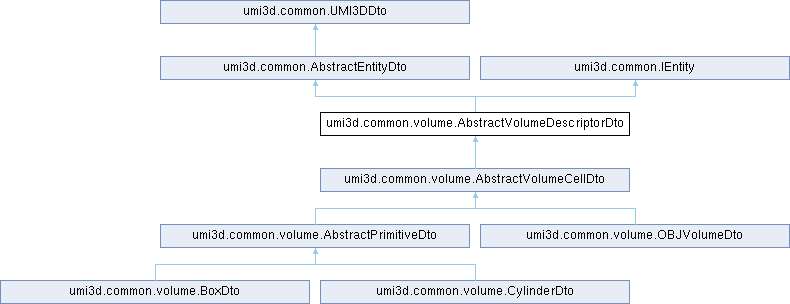 umi3d.common.UMI3DDto
umi3d.common.AbstractEntityDto
umi3d.common.IEntity
umi3d.common.volume.AbstractVolumeDescriptorDto
umi3d.common.volume.AbstractVolumeCellDto
umi3d.common.volume.AbstractPrimitiveDto
umi3d.common.volume.OBJVolumeDto
umi3d.common.volume.BoxDto
umi3d.common.volume.CylinderDto